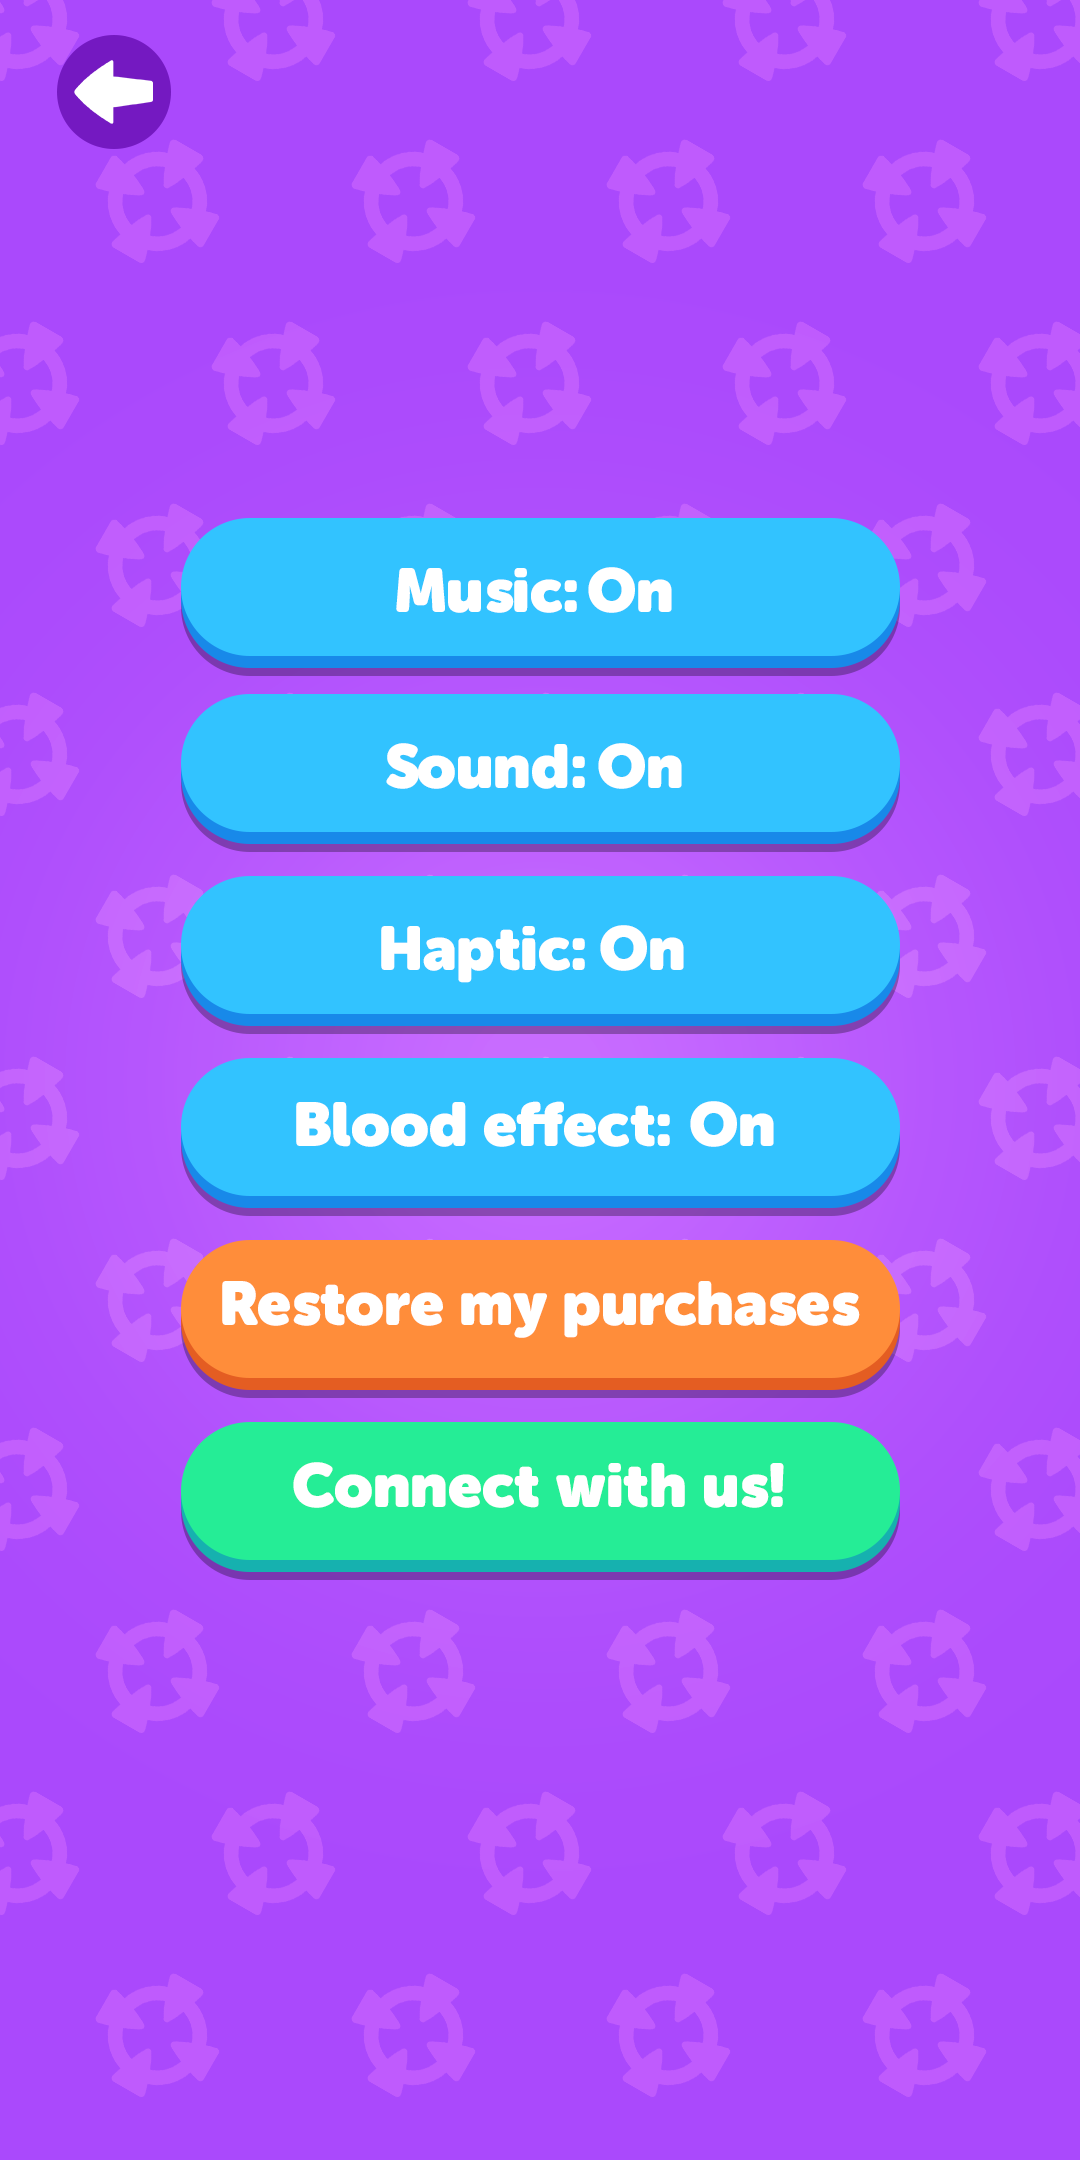 Music: On
Sound: On
Haptic: On
Blood effect: On
Restore my purchases
Connect with us!